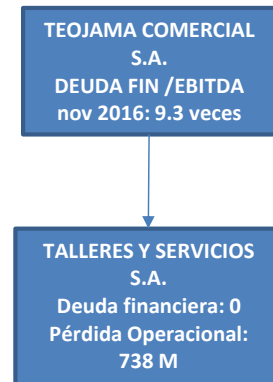 TEOJAMA COMERCIAL
S.A.
DEUDA FIN /EBITDA
nov 2016: 9.3 veces
TALLERES Y SERVICIOS
S.A.
Deuda financiera: 0
Pérdida Operacional:
738 M